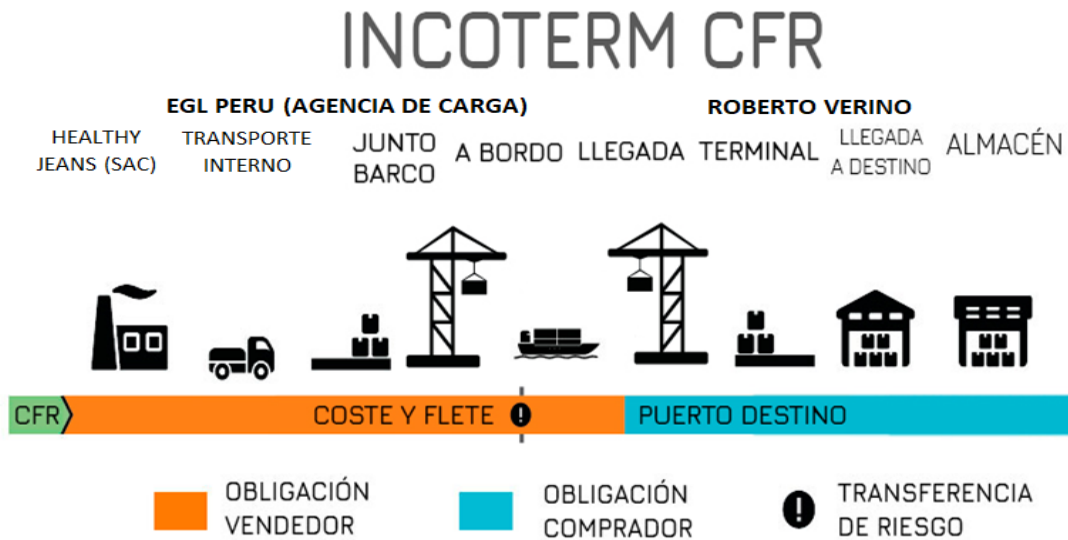 INCOTERM CFR
EGL PERU (AGENCIA DE CARGA)
ROBERTO VERINO
HEALTHY
JEANS (SAC)
TRANSPORTE
INTERNO
JUNTO
BARCO
A BORDO
LLEGADA
TERMINAL
LLEGADA
A DESTINO
ALMACÉN
CFR
COSTE Y FLETE
!
PUERTO DESTINO
OBLIGACIÓN
VENDEDOR
OBLIGACIÓN
COMPRADOR
!
TRANSFERENCIA
DE RIESGO